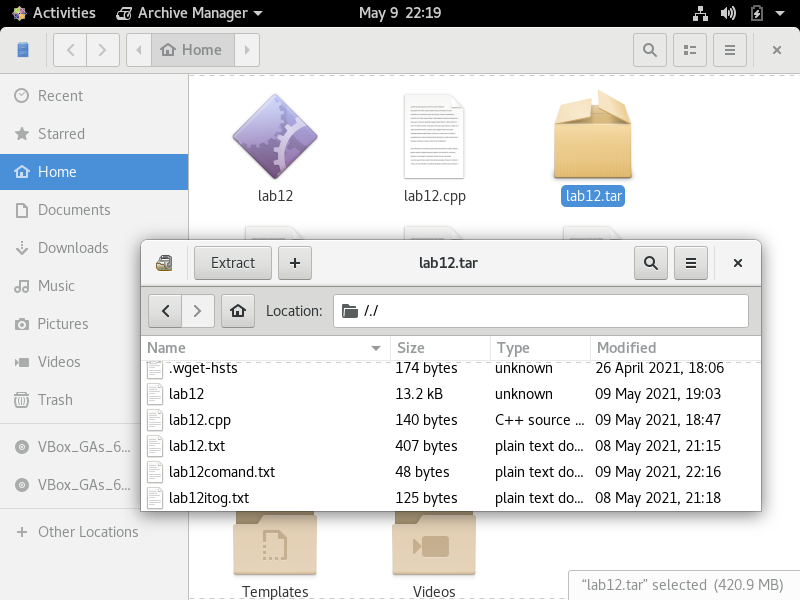 Activities Archive Manager May 9 22:19
Home
Recent
Starred
Home
Documents
Downloads
Music
Pictures
Videos
Trash
VBox_GAs_6...
VBox_GAs_6...
Other Locations
lab12 lab12.cpp lab12.tar
Extract + lab12.tar
Location: /./
Name Size Type Modified
.wget-hsts 174 bytes unknown 26 April 2021, 18:06
lab12 13.2 kB unknown 09 May 2021, 19:03
lab12.cpp 140 bytes C++ source ... 09 May 2021, 18:47
lab12.txt 407 bytes plain text do... 08 May 2021, 21:15
lab12comand.txt 48 bytes plain text do... 09 May 2021, 22:16
lab12itog.txt 125 bytes plain text do... 08 May 2021, 21:18
Templates Videos
“lab12.tar” selected (420.9 MB)